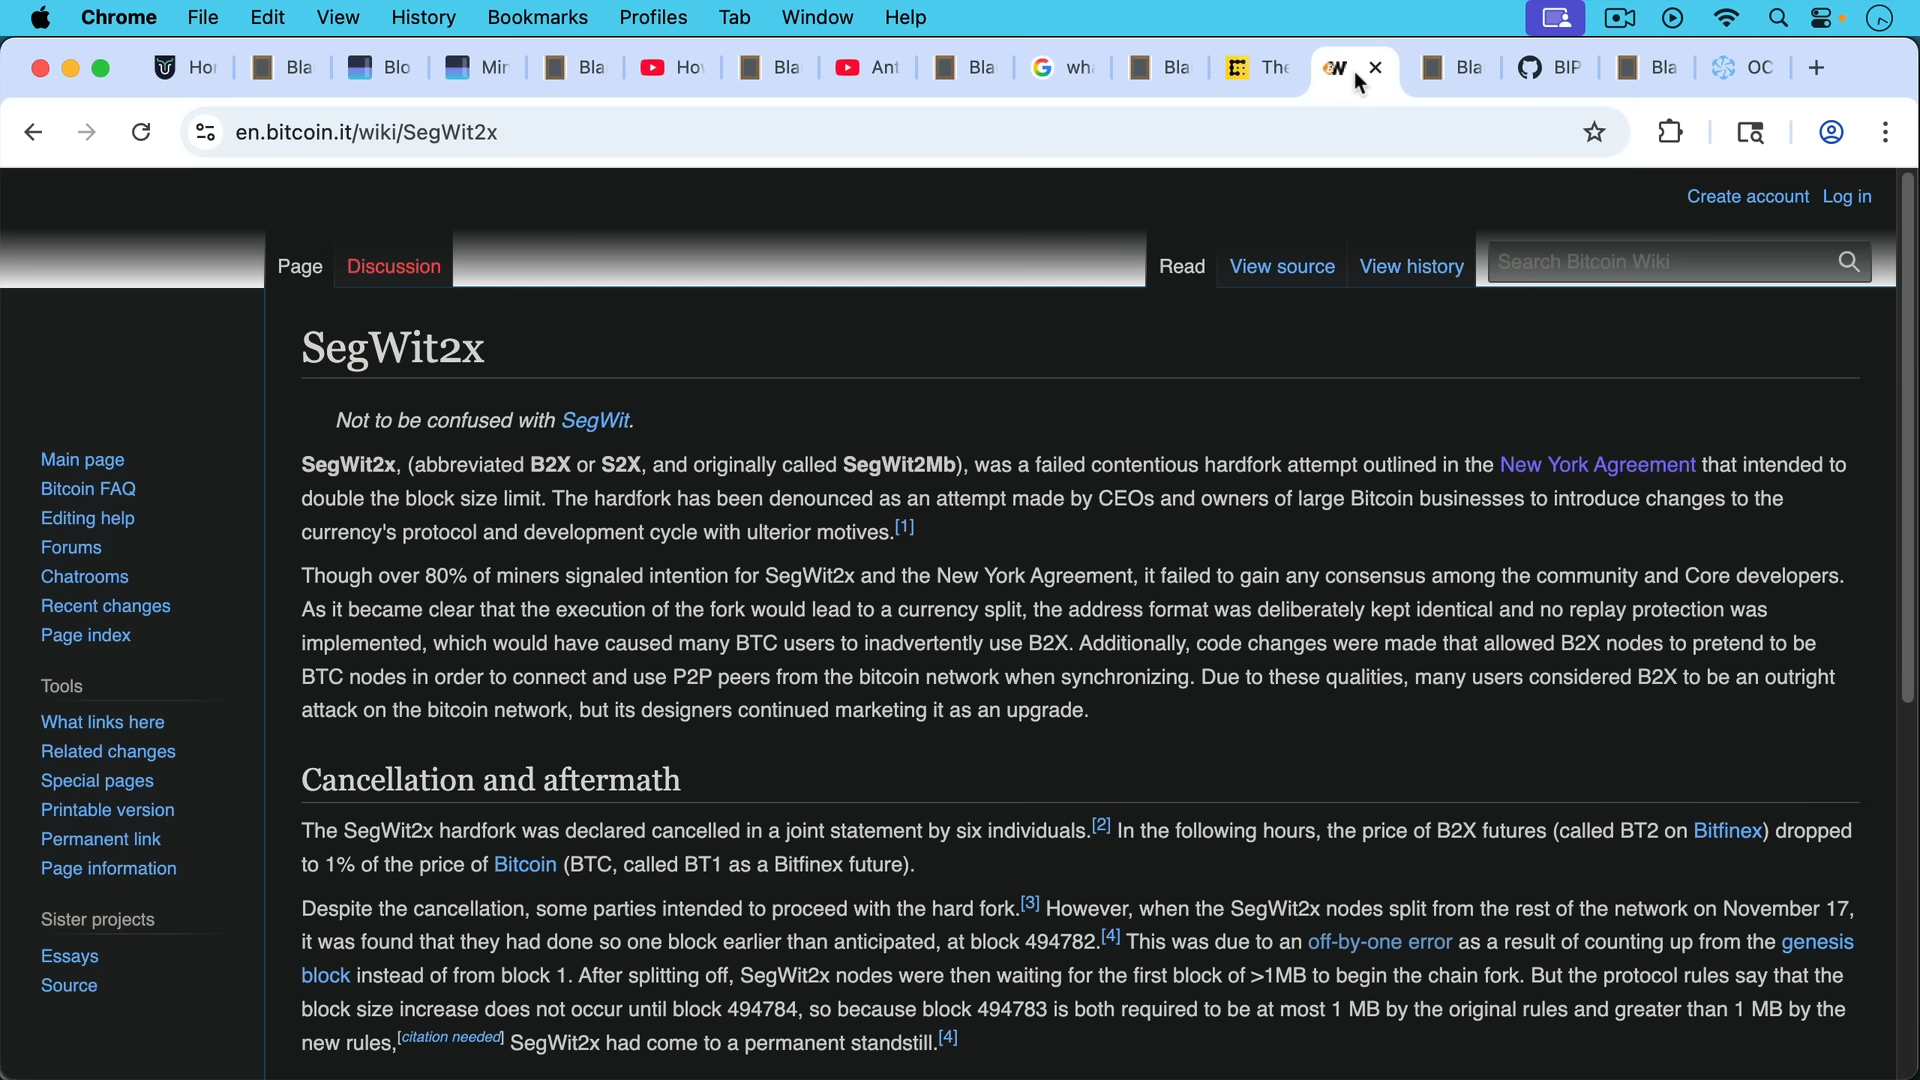 Chrome File Edit View History Bookmarks Profiles Tab Window Help
Ho Bla Blo Mir Bla Ho Bla Ant Bla wh Bla The W Bla BIP Bla OC
en.bitcoin.it/wiki/SegWit2x
Create account Log in
Page Discussion Read View source View history Search Bitcoin Wiki
SegWit2x
Not to be confused with SegWit.
SegWit2x, (abbreviated B2X or S2X, and originally called SegWit2Mb), was a failed contentious hardfork attempt outlined in the New York Agreement that intended to
double the block size limit. The hardfork has been denounced as an attempt made by CEOs and owners of large Bitcoin businesses to introduce changes to the
currency's protocol and development cycle with ulterior motives.[1]
Though over 80% of miners signaled intention for SegWit2x and the New York Agreement, it failed to gain any consensus among the community and Core developers.
As it became clear that the execution of the fork would lead to a currency split, the address format was deliberately kept identical and no replay protection was
implemented, which would have caused many BTC users to inadvertently use B2X. Additionally, code changes were made that allowed B2X nodes to pretend to be
BTC nodes in order to connect and use P2P peers from the bitcoin network when synchronizing. Due to these qualities, many users considered B2X to be an outright
attack on the bitcoin network, but its designers continued marketing it as an upgrade.
Cancellation and aftermath
The SegWit2x hardfork was declared cancelled in a joint statement by six individuals.[2] In the following hours, the price of B2X futures (called BT2 on Bitfinex) dropped
to 1% of the price of Bitcoin (BTC, called BT1 as a Bitfinex future).
Despite the cancellation, some parties intended to proceed with the hard fork.[3] However, when the SegWit2x nodes split from the rest of the network on November 17,
it was found that they had done so one block earlier than anticipated, at block 494782.[4] This was due to an off-by-one error as a result of counting up from the genesis
block instead of from block 1. After splitting off, SegWit2x nodes were then waiting for the first block of >1MB to begin the chain fork. But the protocol rules say that the
block size increase does not occur until block 494784, so because block 494783 is both required to be at most 1 MB by the original rules and greater than 1 MB by the
new rules,[citation needed] SegWit2x had come to a permanent standstill.[4]
Main page
Bitcoin FAQ
Editing help
Forums
Chatrooms
Recent changes
Page index
Tools
What links here
Related changes
Special pages
Printable version
Permanent link
Page information
Sister projects
Essays
Source